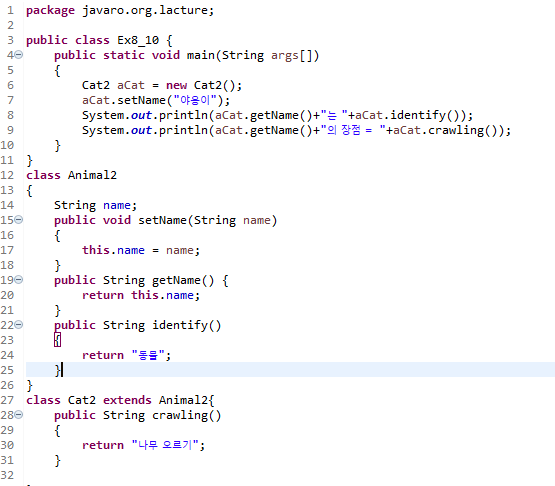 1 package javaro.org.lacture;
2
3 public class Ex8_10 {
4 public static void main(String args[])
5 {
6 Cat2 aCat = new Cat2();
7 aCat.setName("야옹이");
8 System.out.println(aCat.getName()+"는 "+aCat.identify());
9 System.out.println(aCat.getName()+"의 장점 = "+aCat.crawling());
10 }
11 }
12 class Animal2
13 {
14 String name;
15 public void setName(String name)
16 {
17 this.name = name;
18 }
19 public String getName() {
20 return this.name;
21 }
22 public String identify()
23 {
24 return "동물";
25 }
26 }
27 class Cat2 extends Animal2{
28 public String crawling()
29 {
30 return "나무 오르기";
31 }
32